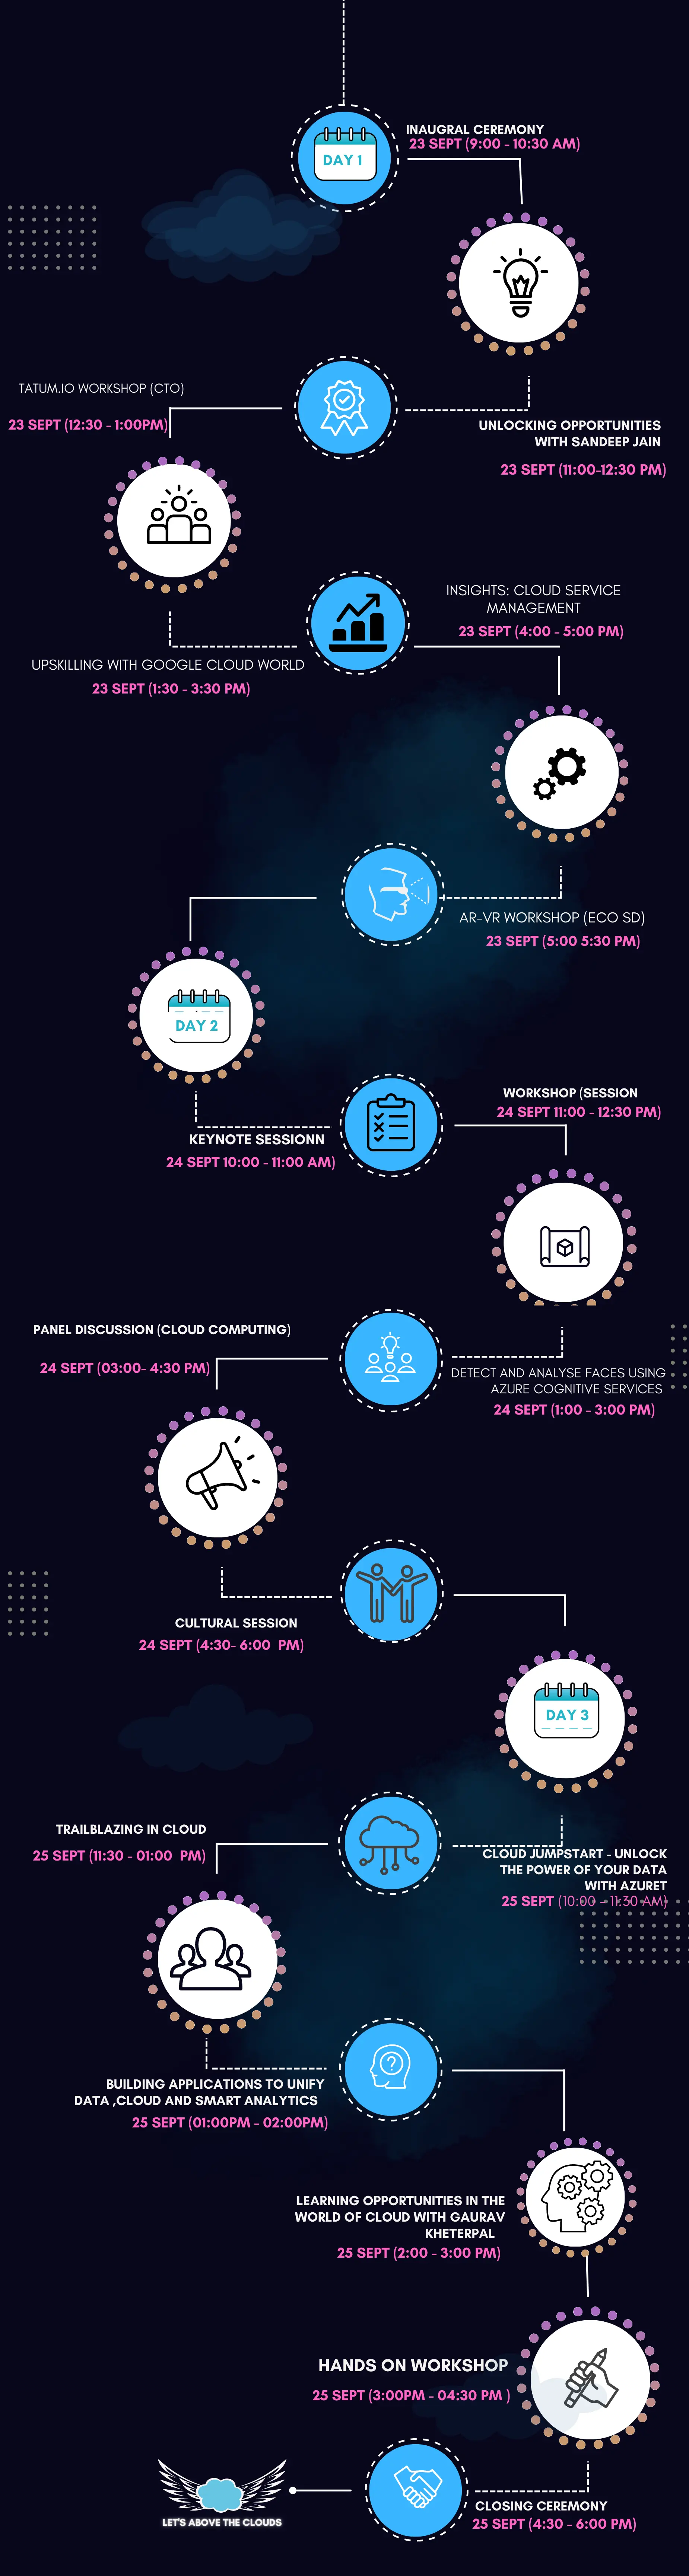 INAUGRAL CEREMONY
23 SEPT (9:00 - 10:30 AM)
DAY 1
TATUM.IO WORKSHOP (CTO)
23 SEPT (12:30 - 1:00PM)
UNLOCKING OPPORTUNITIES
WITH SANDEEP JAIN
23 SEPT (11:00-12:30 PM)
INSIGHTS: CLOUD SERVICE
MANAGEMENT
23 SEPT (4:00 - 5:00 PM)
UPSKILLING WITH GOOGLE CLOUD WORLD
23 SEPT (1:30 - 3:30 PM)
AR-VR WORKSHOP (ECO SD)
23 SEPT (5:00 5:30 PM)
DAY 2
WORKSHOP (SESSION
24 SEPT 11:00 - 12:30 PM)
KEYNOTE SESSIONN
24 SEPT 10:00 - 11:00 AM)
PANEL DISCUSSION (CLOUD COMPUTING)
24 SEPT (03:00- 4:30 PM)
DETECT AND ANALYSE FACES USING
AZURE COGNITIVE SERVICES
24 SEPT (1:00 - 3:00 PM)
CULTURAL SESSION
24 SEPT (4:30- 6:00 PM)
DAY 3
TRAILBLAZING IN CLOUD
25 SEPT (11:30 - 01:00 PM)
CLOUD JUMPSTART - UNLOCK
THE POWER OF YOUR DATA
WITH AZURET
25 SEPT (10:00 - 11:30 AM)
BUILDING APPLICATIONS TO UNIFY
DATA ,CLOUD AND SMART ANALYTICS
25 SEPT (01:00PM - 02:00PM)
LEARNING OPPORTUNITIES IN THE
WORLD OF CLOUD WITH GAURAV
KHETERPAL
25 SEPT (2:00 - 3:00 PM)
HANDS ON WORKSHOP
25 SEPT (3:00PM - 04:30 PM )
CLOSING CEREMONY
25 SEPT (4:30 - 6:00 PM)
LET'S ABOVE THE CLOUDS